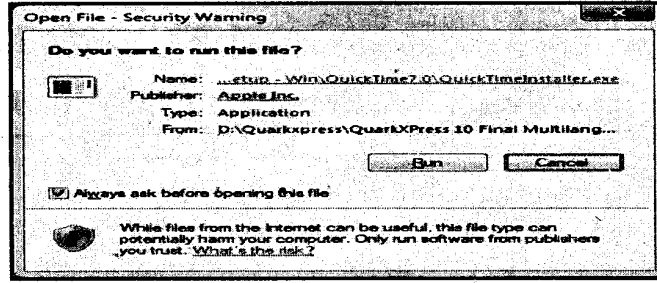 Open File - Security Warning
Do you want to run this file?
Name: ...etup - Win\QuickTime7.0\QuickTimeInstaller.exe
Publisher: Apple Inc.
Type: Application
From: D:\Quarkxpress\QuarkXPress 10 Final Multilang...
Run Cancel
Always ask before opening this file
While files from the Internet can be useful, this file type can
potentially harm your computer. Only run software from publishers
you trust. What's the risk?